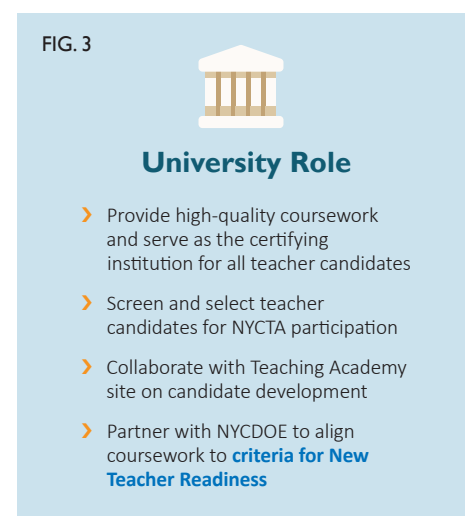 FIG. 3
University Role
› Provide high-quality coursework
and serve as the certifying
institution for all teacher candidates
› Screen and select teacher
candidates for NYCTA participation
› Collaborate with Teaching Academy
site on candidate development
› Partner with NYCDOE to align
coursework to criteria for New
Teacher Readiness